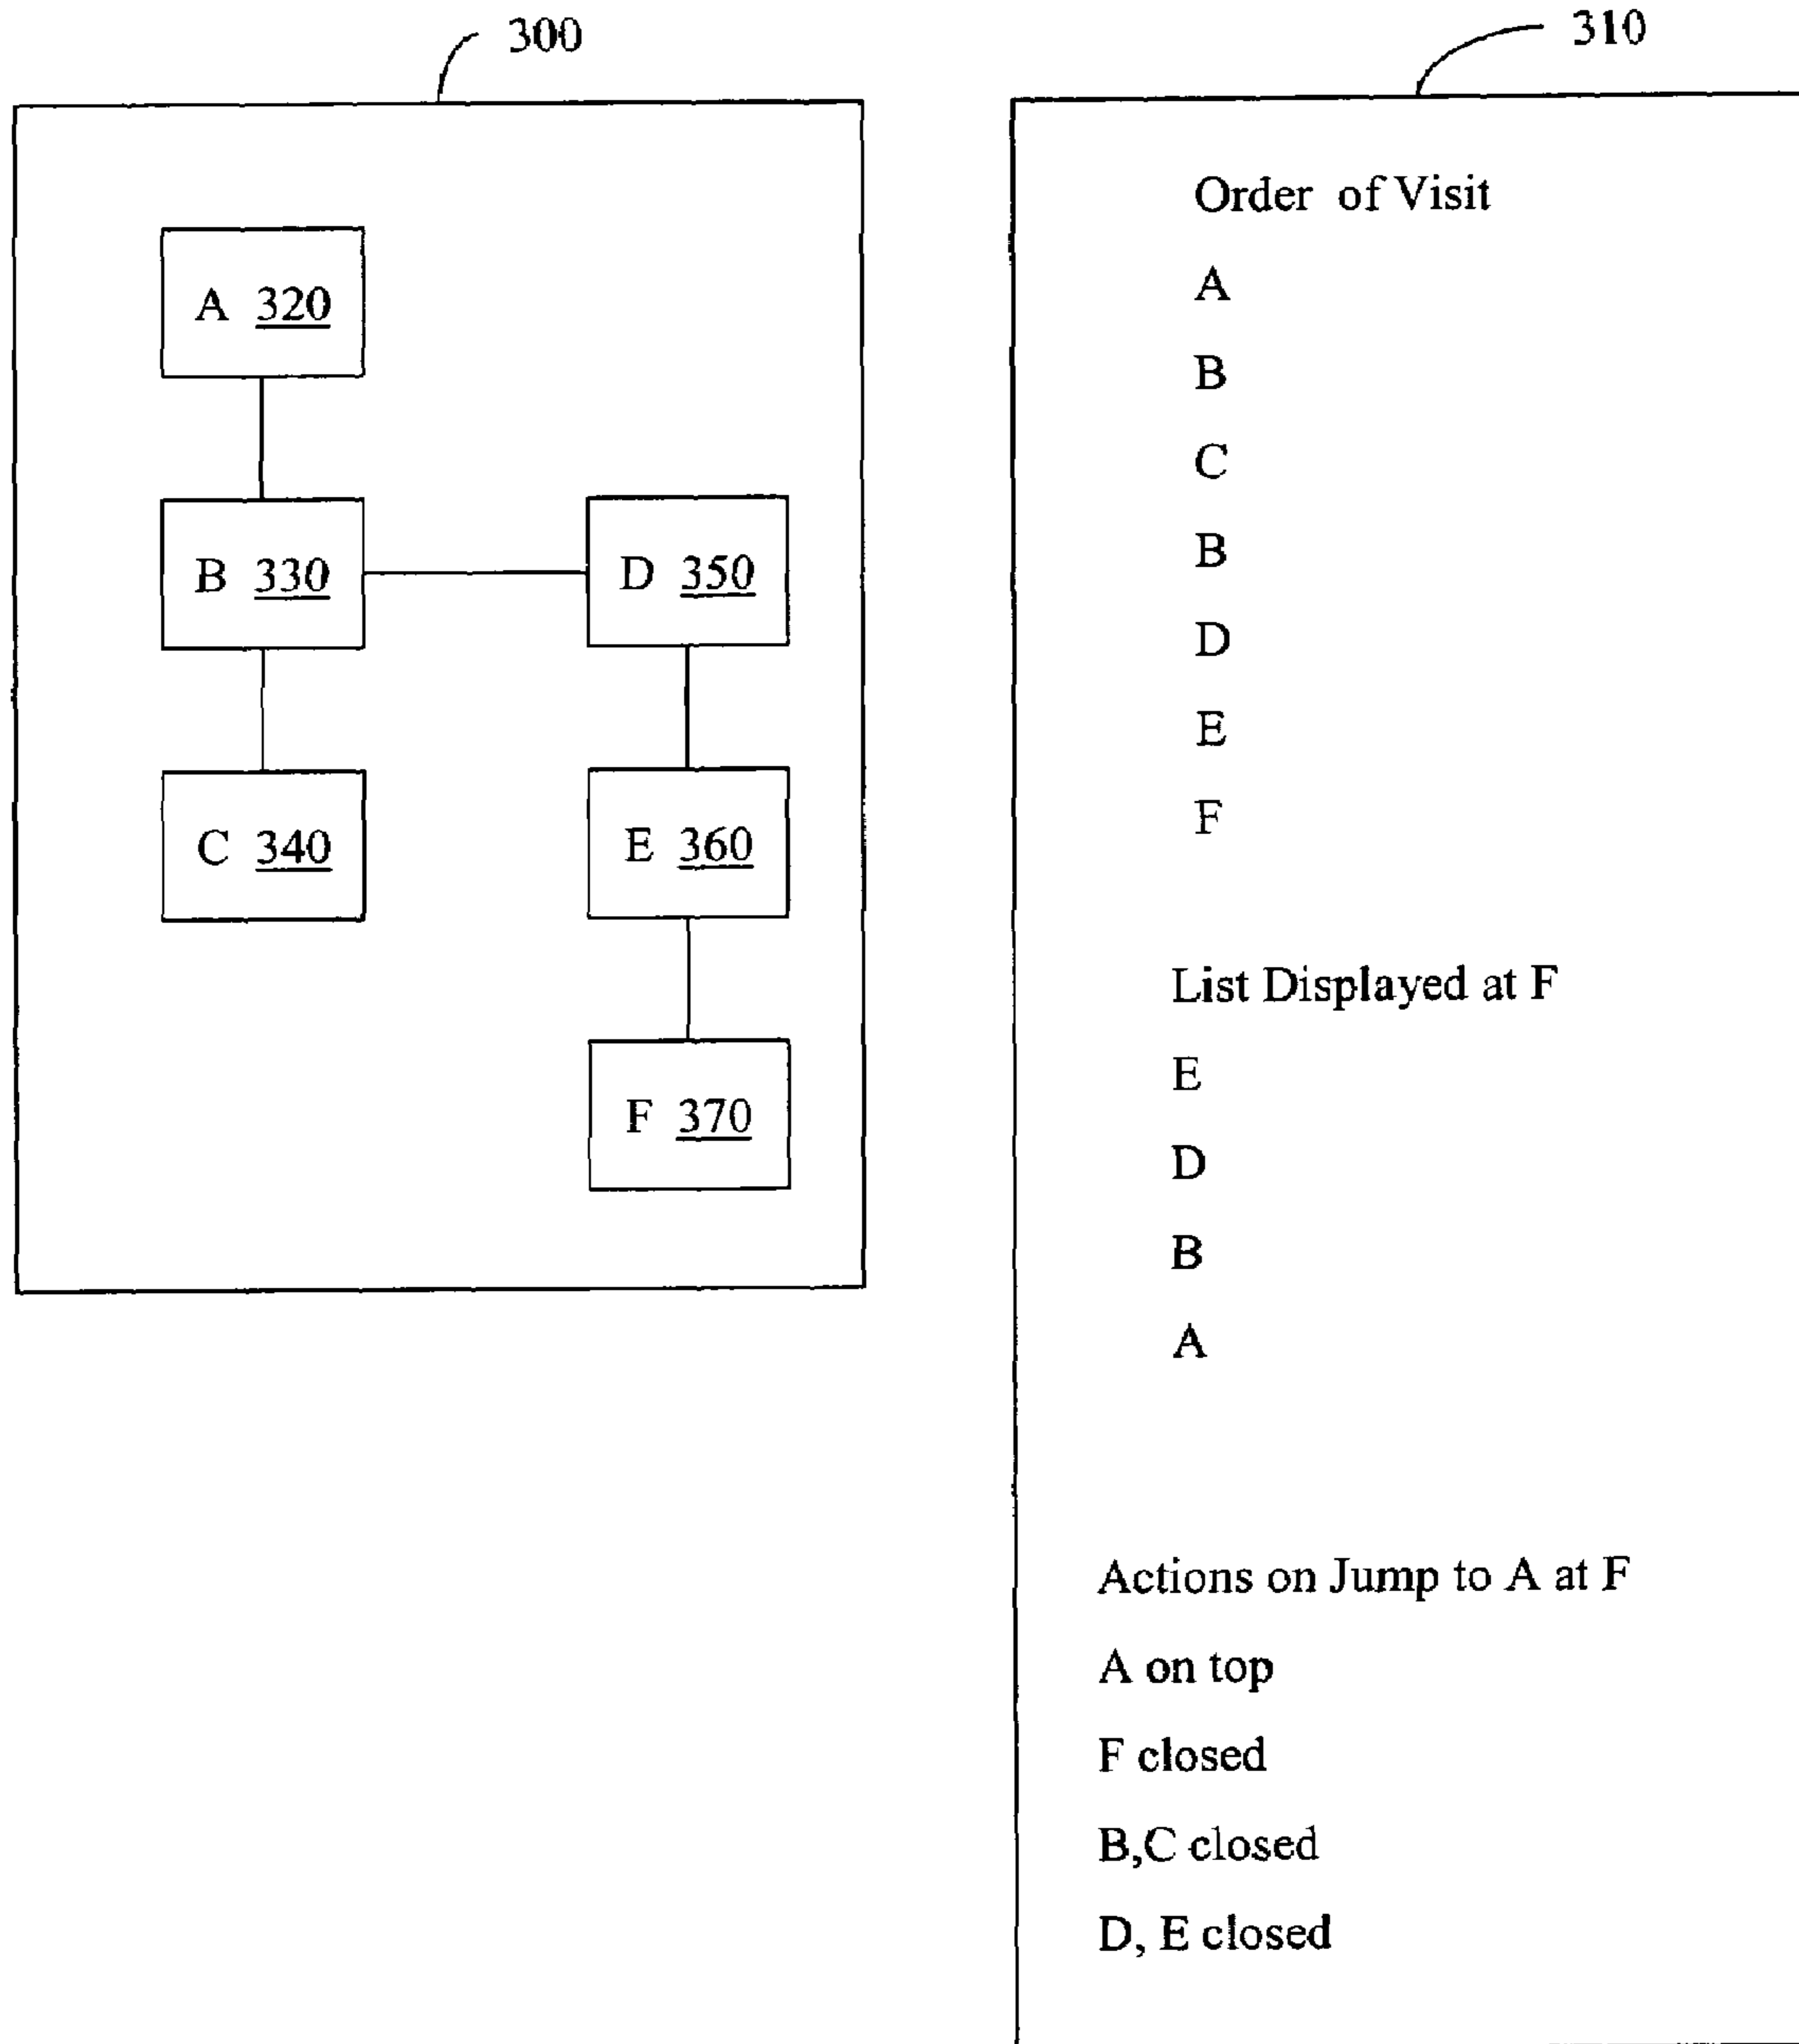 300
A 320
B 330
D 350
C 340
E 360
F 370
310
Order of Visit
A
B
C
B
D
E
F
List Displayed at F
E
D
B
A
Actions on Jump to A at F
A on top
F closed
B,C closed
D, E closed